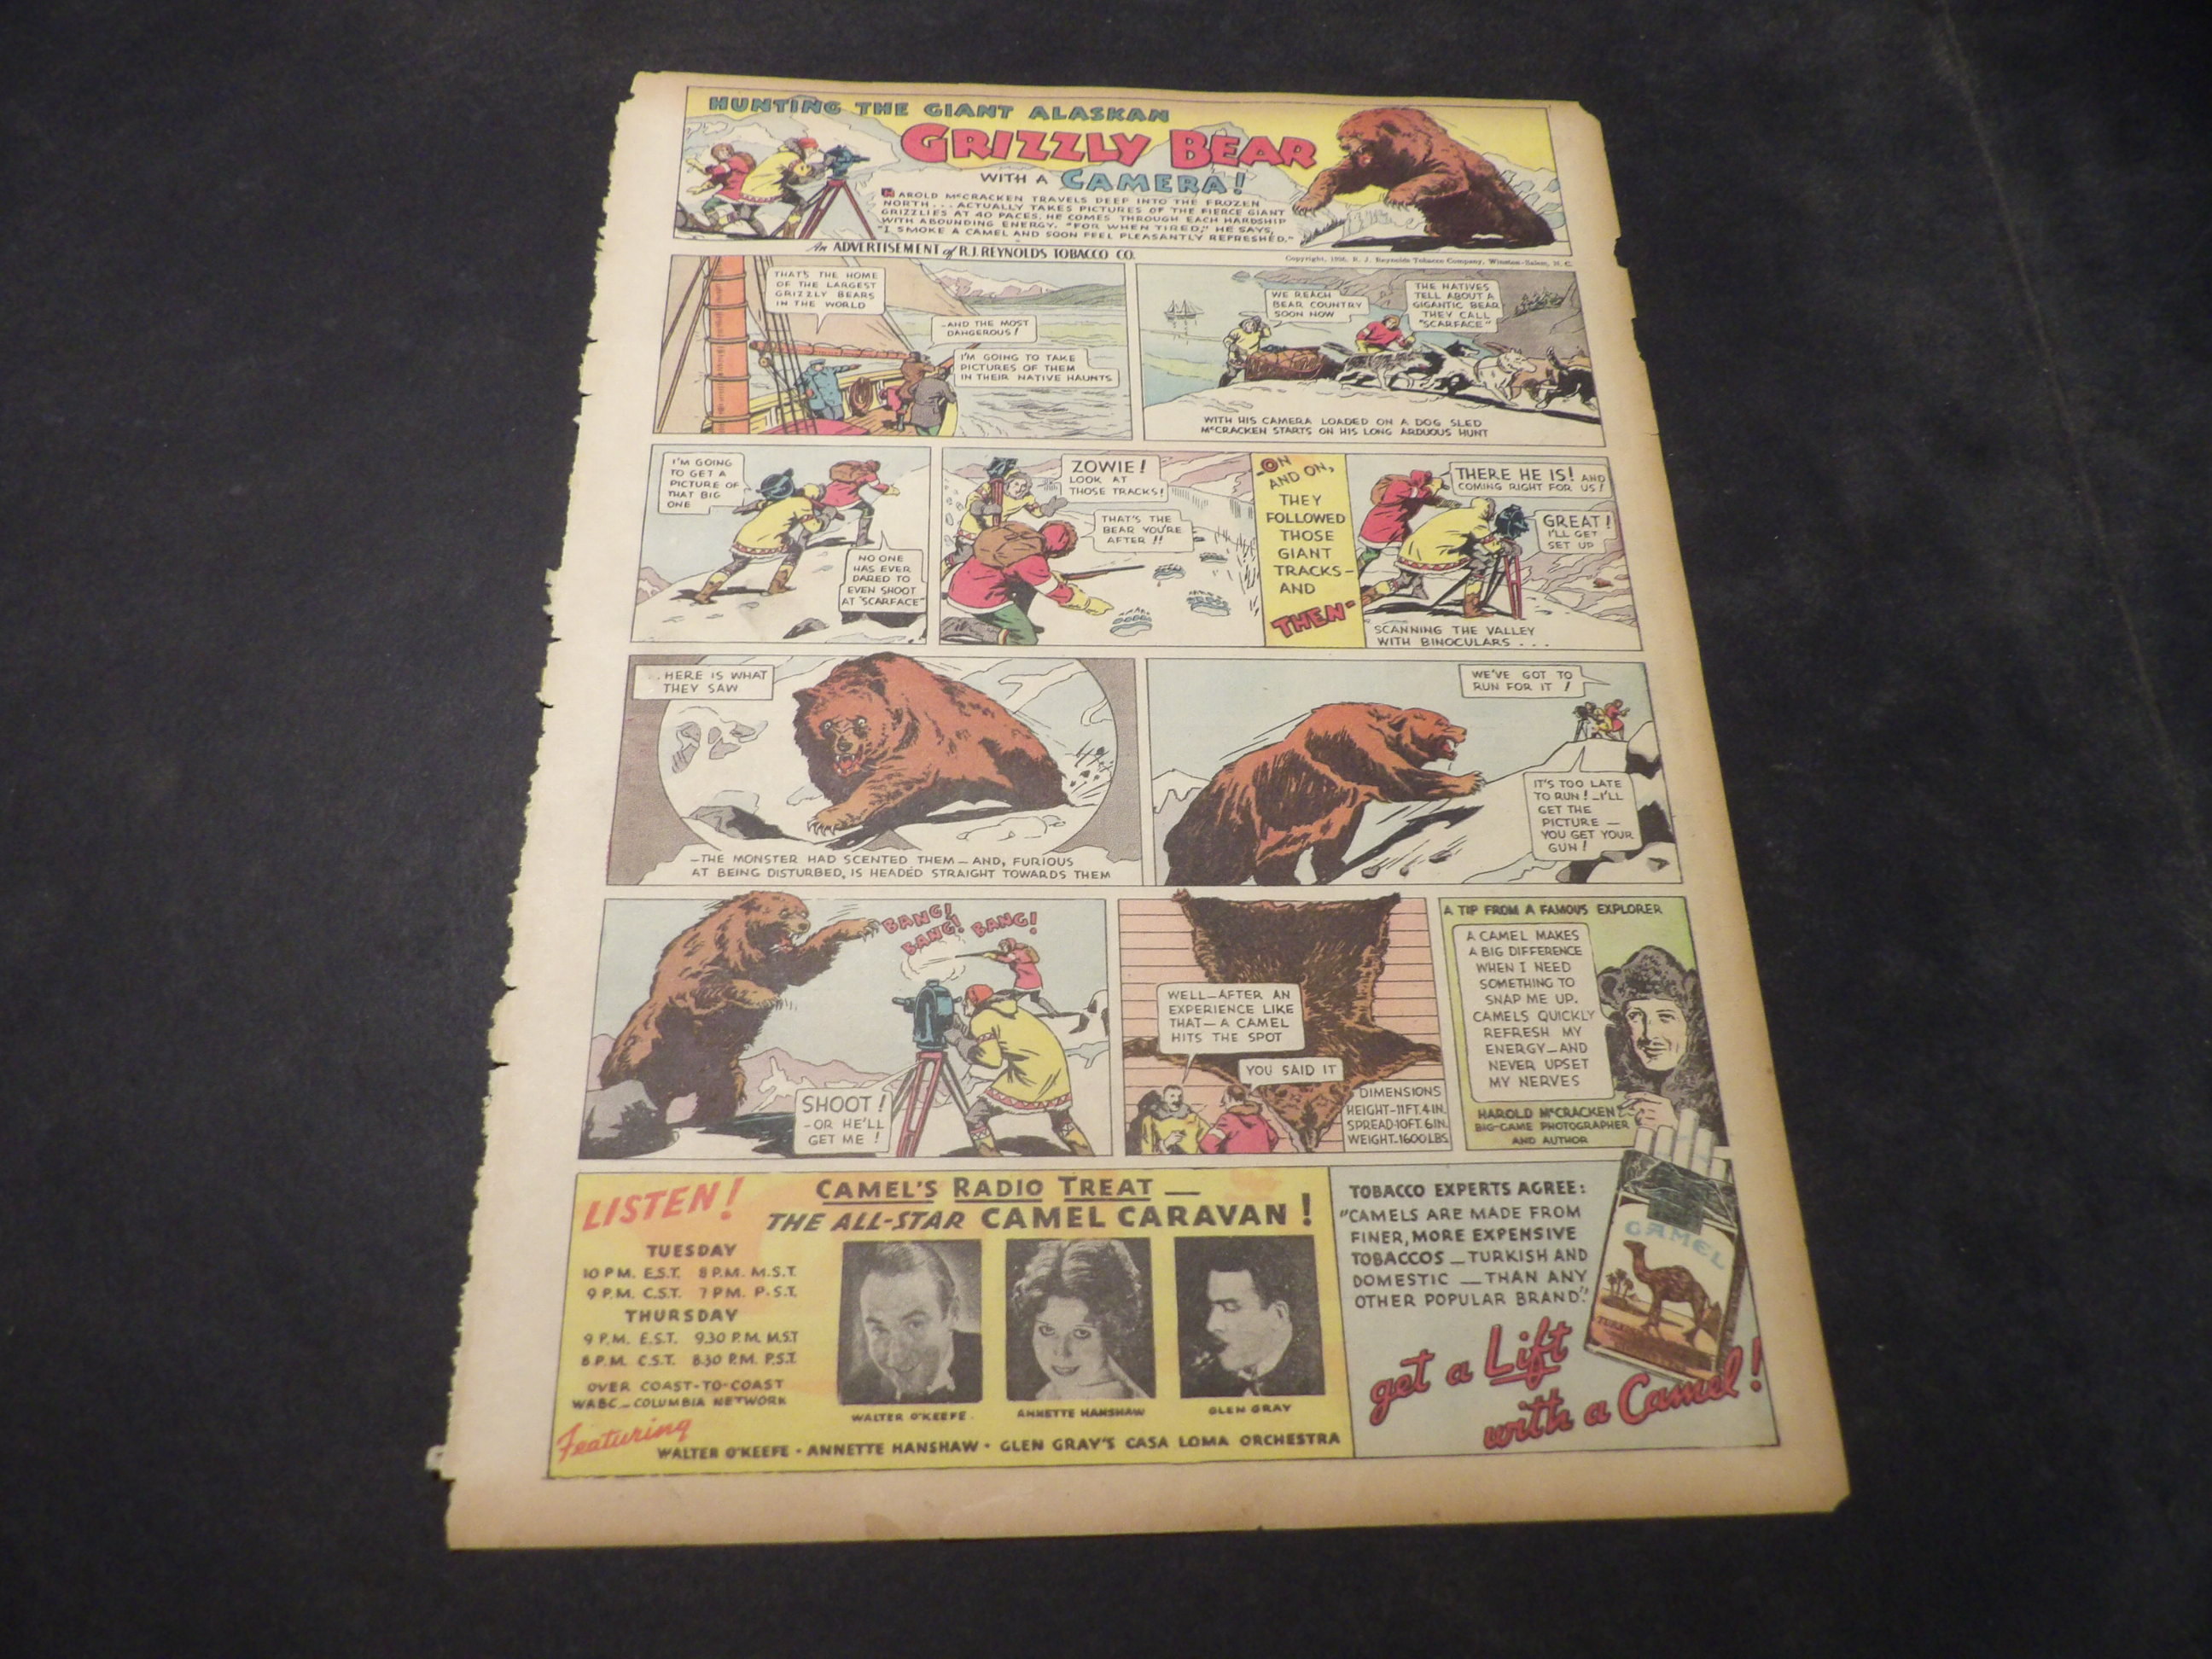 HUNTING THE GIANT ALASKAN
GRIZZLY BEAR
WITH A CAMERA!
HAROLD McCRACKEN TRAVELS DEEP INTO THE FROZEN
NORTH... ACTUALLY TAKES PICTURES OF THE FIERCE GIANT
GRIZZLIES AT 40 PACES. HE COMES THROUGH EACH HARDSHIP
WITH ABOUNDING ENERGY. "FOR WHEN TIRED," HE SAYS,
"I SMOKE A CAMEL AND SOON FEEL PLEASANTLY REFRESHED."
An ADVERTISEMENT of R.J. REYNOLDS TOBACCO CO.
Copyright, 1936, R. J. Reynolds Tobacco Company, Winston-Salem, N. C.
THAT'S THE HOME
OF THE LARGEST
GRIZZLY BEARS
IN THE WORLD
-AND THE MOST
DANGEROUS!
I'M GOING TO TAKE
PICTURES OF THEM
IN THEIR NATIVE HAUNTS
WE REACH
BEAR COUNTRY
SOON NOW
THE NATIVES
TELL ABOUT A
GIGANTIC BEAR
THEY CALL
"SCARFACE"
WITH HIS CAMERA LOADED ON A DOG SLED
McCRACKEN STARTS ON HIS LONG ARDUOUS HUNT
I'M GOING
TO GET A
PICTURE OF
THAT BIG
ONE
NO ONE
HAS EVER
DARED TO
EVEN SHOOT
AT "SCARFACE"
ZOWIE!
LOOK AT
THOSE TRACKS!
THAT'S THE
BEAR YOU'RE
AFTER!!
-ON
AND ON,
THEY
FOLLOWED
THOSE
GIANT
TRACKS-
AND
THEN-
THERE HE IS! AND
COMING RIGHT FOR US!
GREAT!
I'LL GET
SET UP
SCANNING THE VALLEY
WITH BINOCULARS...
..HERE IS WHAT
THEY SAW
-THE MONSTER HAD SCENTED THEM-AND, FURIOUS
AT BEING DISTURBED, IS HEADED STRAIGHT TOWARDS THEM
WE'VE GOT TO
RUN FOR IT!
IT'S TOO LATE
TO RUN!-I'LL
GET THE
PICTURE-
YOU GET YOUR
GUN!
BANG!
BANG! BANG!
SHOOT!
-OR HE'LL
GET ME!
WELL-AFTER AN
EXPERIENCE LIKE
THAT-A CAMEL
HITS THE SPOT
YOU SAID IT
DIMENSIONS
HEIGHT-11FT. 4IN.
SPREAD-10FT. 6IN.
WEIGHT-1600LBS.
A TIP FROM A FAMOUS EXPLORER
A CAMEL MAKES
A BIG DIFFERENCE
WHEN I NEED
SOMETHING TO
SNAP ME UP.
CAMELS QUICKLY
REFRESH MY
ENERGY-AND
NEVER UPSET
MY NERVES
HAROLD McCRACKEN
BIG-GAME PHOTOGRAPHER
AND AUTHOR
LISTEN!
CAMEL'S RADIO TREAT-
THE ALL-STAR CAMEL CARAVAN!
TUESDAY
10 P.M. E.S.T. 8 P.M. M.S.T.
9 P.M. C.S.T. 7 P.M. P.S.T.
THURSDAY
9 P.M. E.S.T. 9.30 P.M. M.S.T
8 P.M. C.S.T. 8.30 P.M. P.S.T.
OVER COAST-TO-COAST
WABC-COLUMBIA NETWORK
WALTER O'KEEFE.
ANNETTE HANSHAW
GLEN GRAY
Featuring
WALTER O'KEEFE • ANNETTE HANSHAW • GLEN GRAY'S CASA LOMA ORCHESTRA
TOBACCO EXPERTS AGREE:
"CAMELS ARE MADE FROM
FINER, MORE EXPENSIVE
TOBACCOS-TURKISH AND
DOMESTIC-THAN ANY
OTHER POPULAR BRAND."
CAMEL
get a Lift
with a Camel!